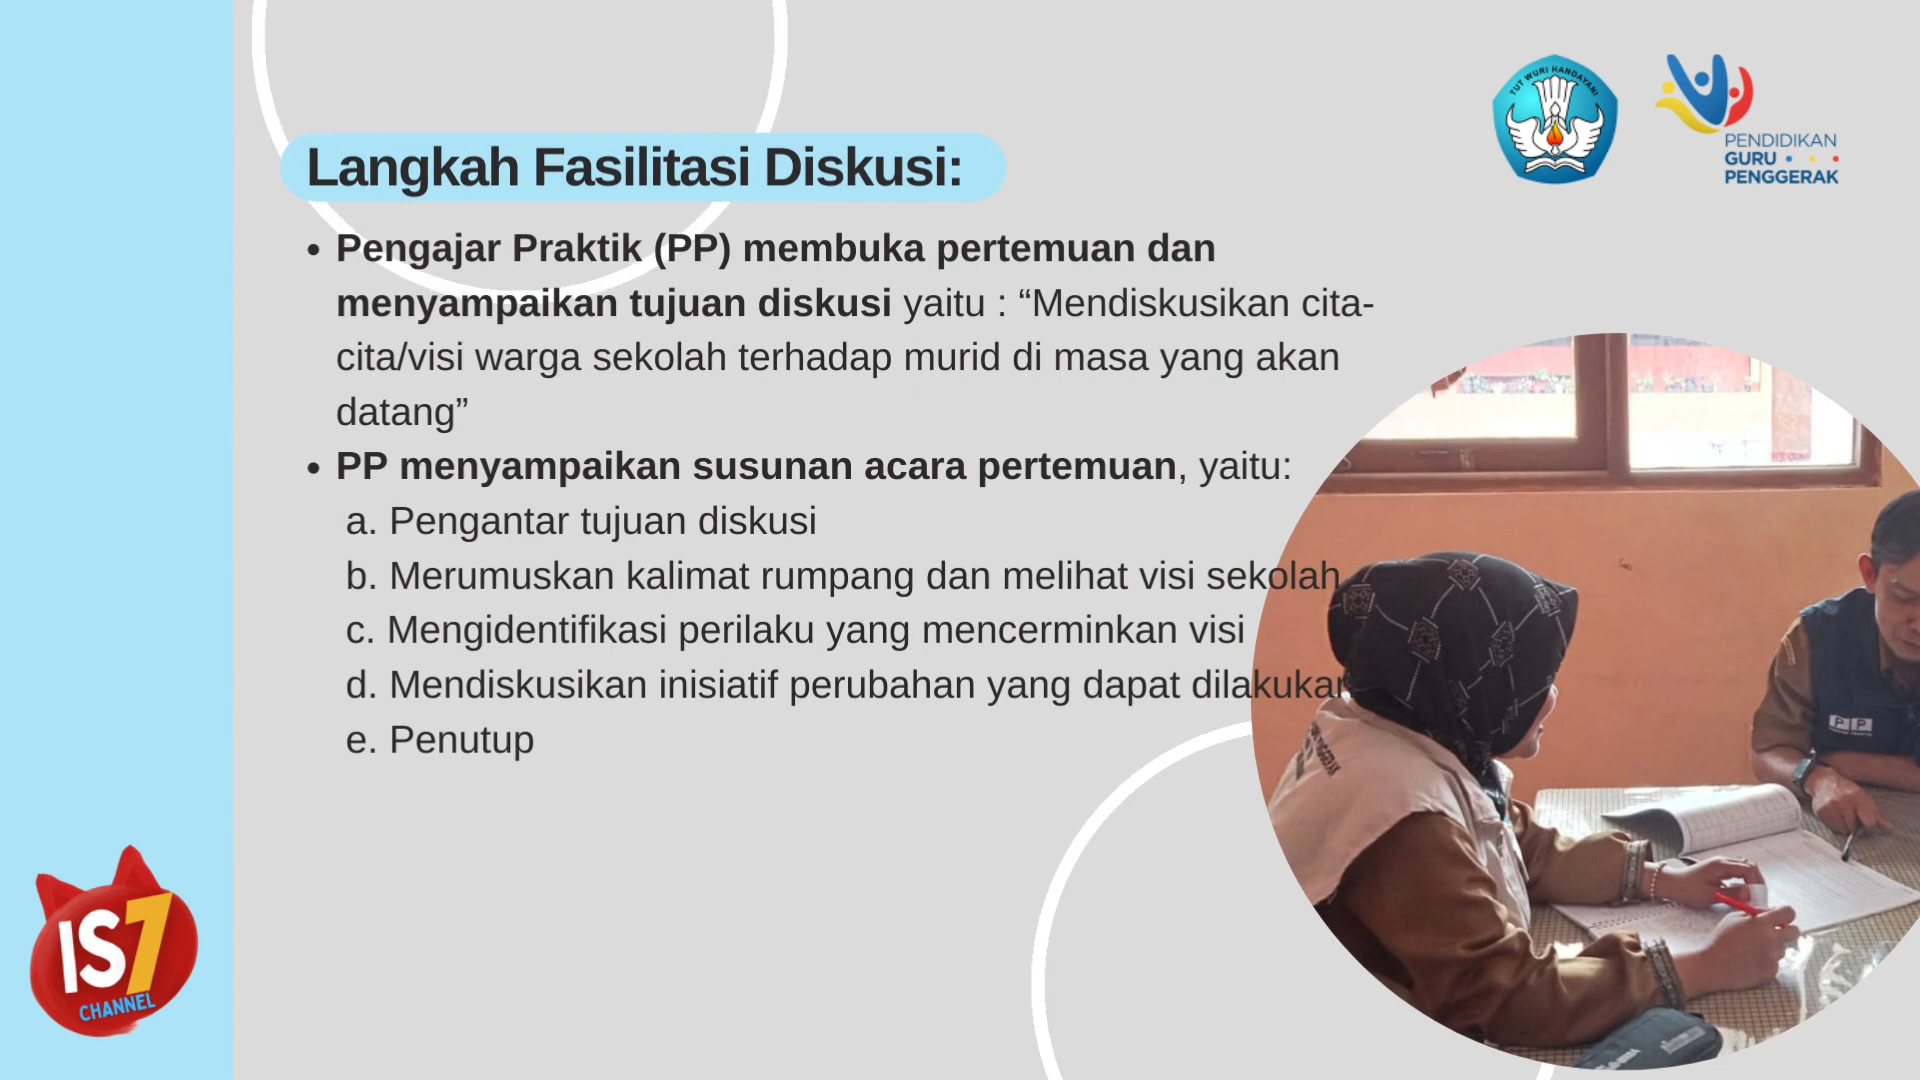 TUT WURI HANDAYANI
PENDIDIKAN
GURU
PENGGERAK
Langkah Fasilitasi Diskusi:
• Pengajar Praktik (PP) membuka pertemuan dan
menyampaikan tujuan diskusi yaitu : “Mendiskusikan cita-
cita/visi warga sekolah terhadap murid di masa yang akan
datang”
• PP menyampaikan susunan acara pertemuan, yaitu:
a. Pengantar tujuan diskusi
b. Merumuskan kalimat rumpang dan melihat visi sekolah
c. Mengidentifikasi perilaku yang mencerminkan visi
d. Mendiskusikan inisiatif perubahan yang dapat dilakukan
e. Penutup
PP
IS7
CHANNEL